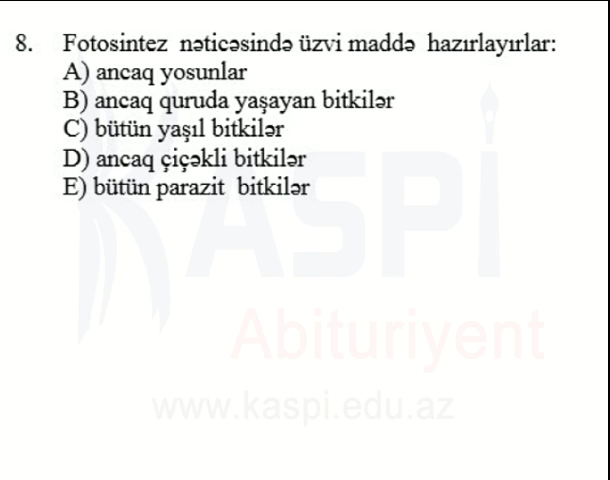 8. Fotosintez nəticəsində üzvi maddə hazırlayırlar:
A) ancaq yosunlar
B) ancaq quruda yaşayan bitkilər
C) bütün yaşıl bitkilər
D) ancaq çiçəkli bitkilər
E) bütün parazit bitkilər
KASPİ
Abituriyent
www.kaspi.edu.az